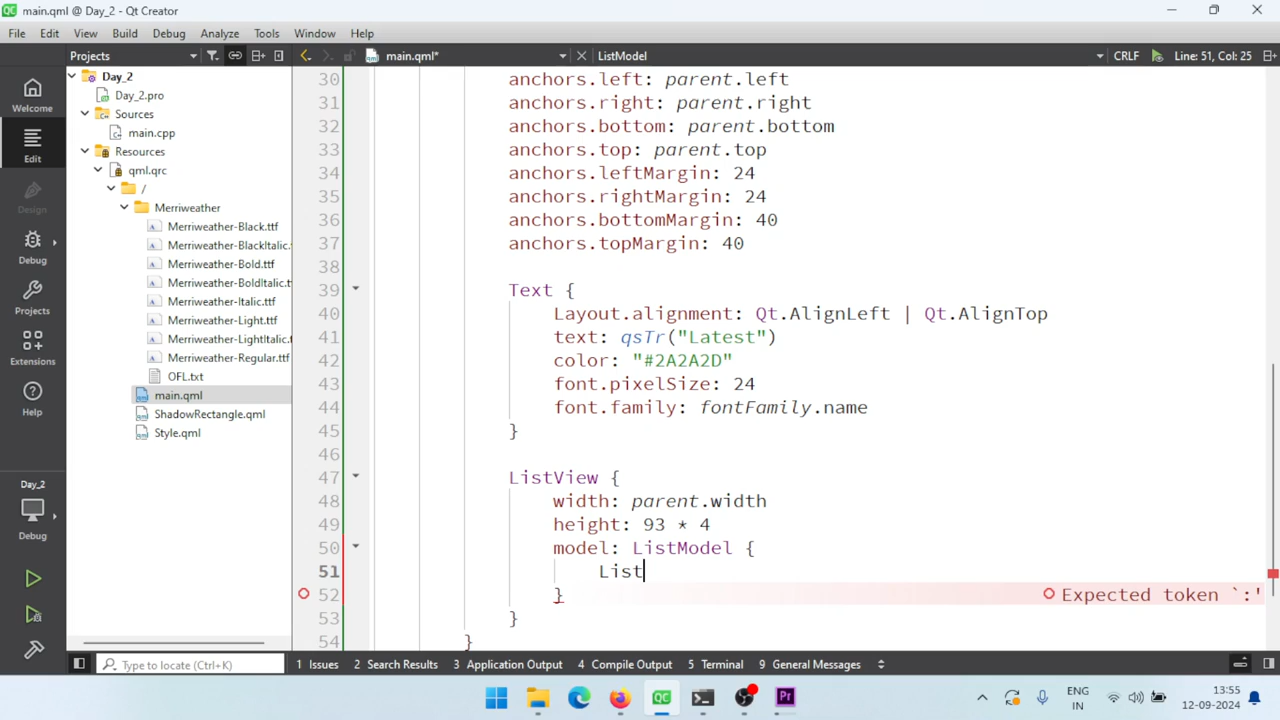 main.qml @ Day_2 - Qt Creator
File Edit View Build Debug Analyze Tools Window Help
Projects main.qml* ListModel CRLF Line: 51, Col: 25
Welcome
Edit
Design
Debug
Projects
Extensions
Help
Day_2
Debug
Day_2
Day_2.pro
Sources
main.cpp
Resources
qml.qrc
/
Merriweather
Merriweather-Black.ttf
Merriweather-BlackItalic.t
Merriweather-Bold.ttf
Merriweather-BoldItalic.tt
Merriweather-Italic.ttf
Merriweather-Light.ttf
Merriweather-LightItalic.t
Merriweather-Regular.ttf
OFL.txt
main.qml
ShadowRectangle.qml
Style.qml
30 anchors.left: parent.left
31 anchors.right: parent.right
32 anchors.bottom: parent.bottom
33 anchors.top: parent.top
34 anchors.leftMargin: 24
35 anchors.rightMargin: 24
36 anchors.bottomMargin: 40
37 anchors.topMargin: 40
38
39 Text {
40 Layout.alignment: Qt.AlignLeft | Qt.AlignTop
41 text: qsTr("Latest")
42 color: "#2A2A2D"
43 font.pixelSize: 24
44 font.family: fontFamily.name
45 }
46
47 ListView {
48 width: parent.width
49 height: 93 * 4
50 model: ListModel {
51 List
52 } Expected token `:'
53 }
54 }
Type to locate (Ctrl+K) 1 Issues 2 Search Results 3 Application Output 4 Compile Output 5 Terminal 9 General Messages
ENG
IN
13:55
12-09-2024